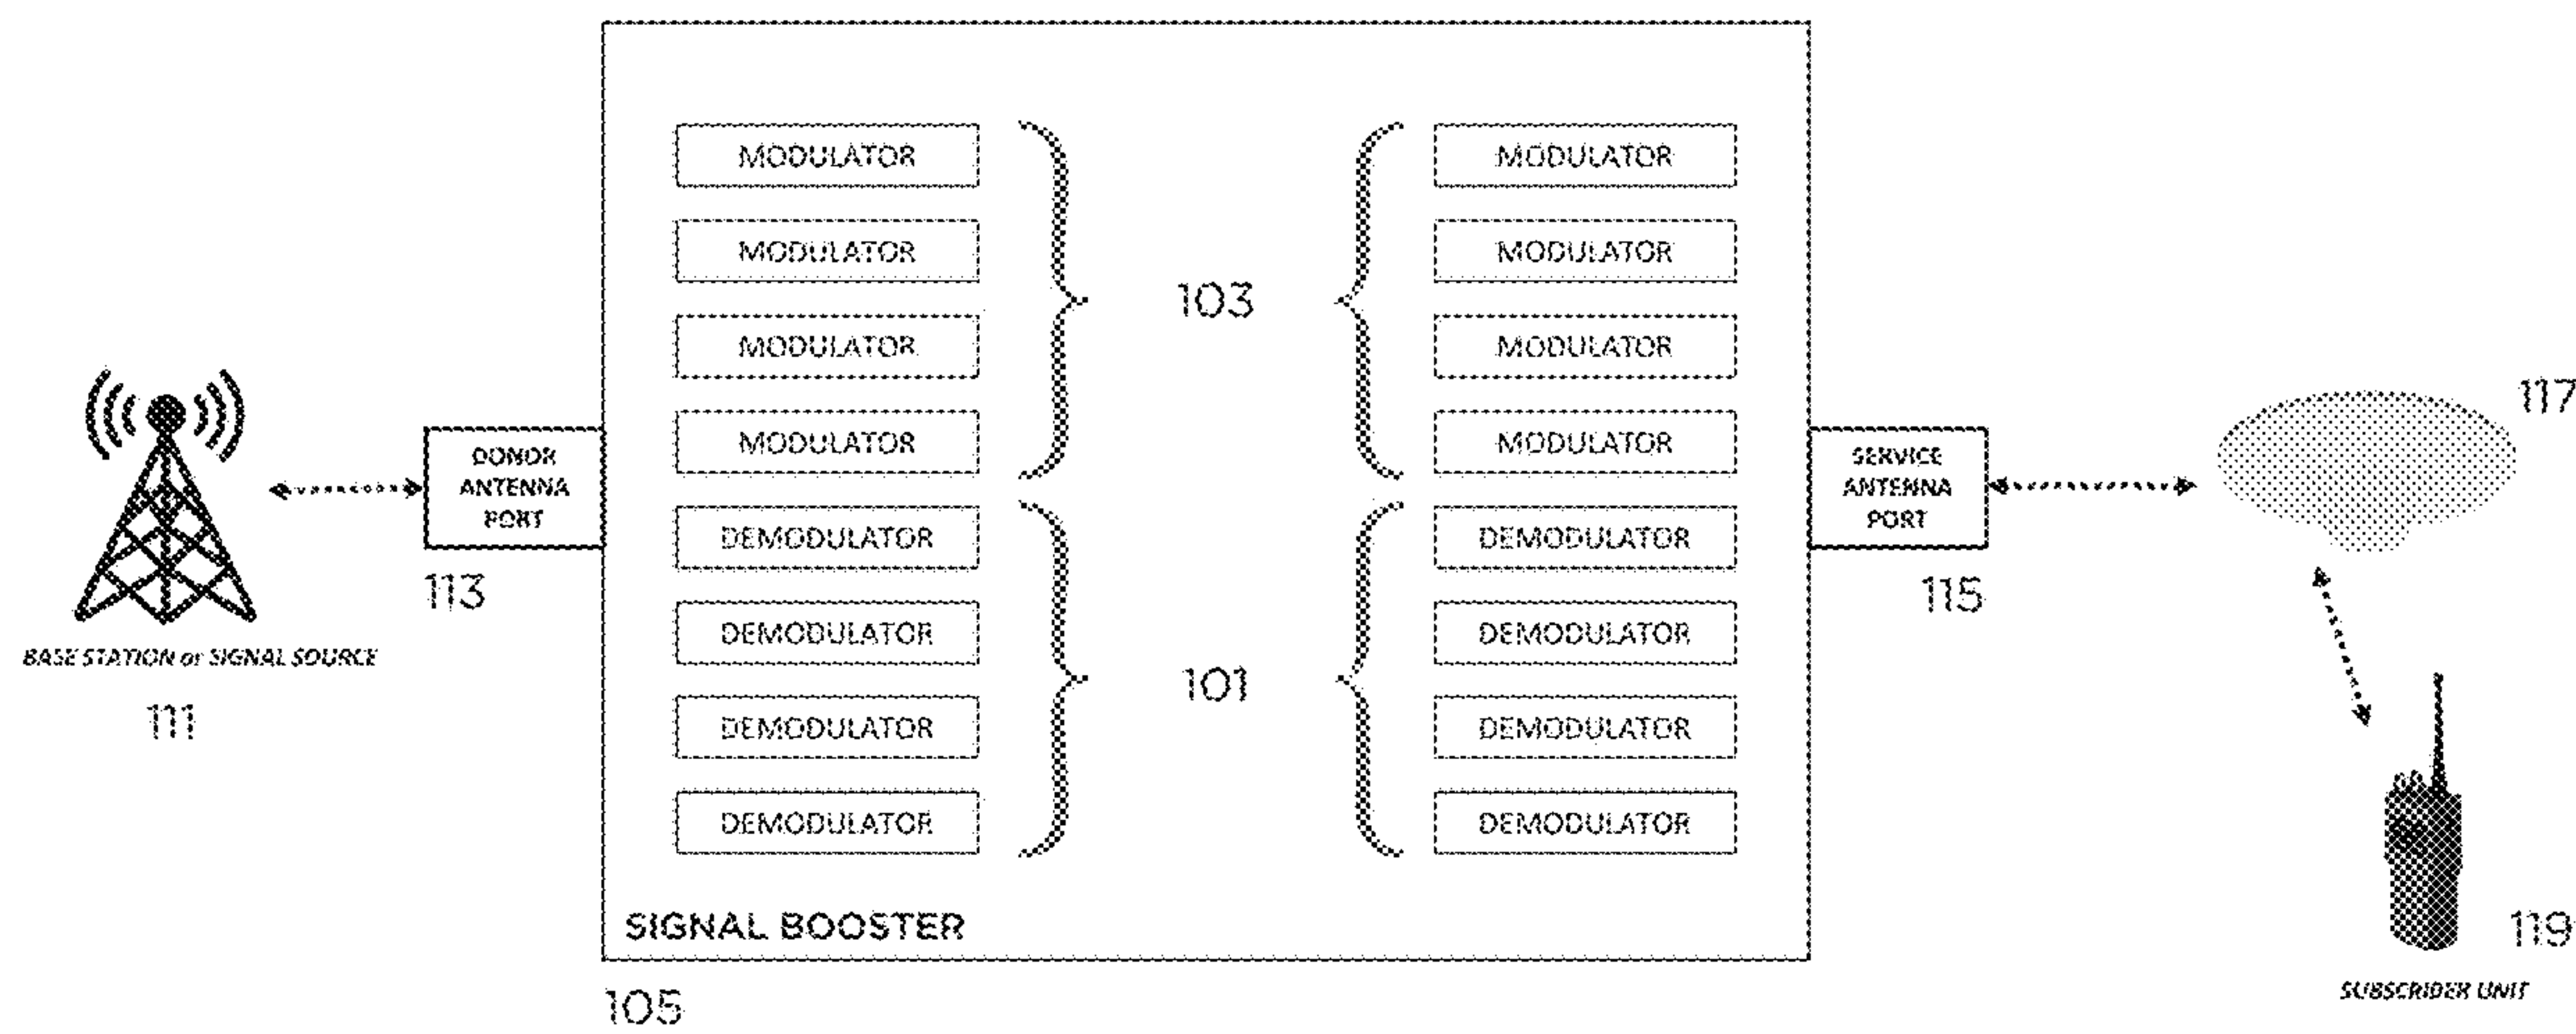 MODULATOR
MODULATOR
MODULATOR
MODULATOR
DEMODULATOR
DEMODULATOR
DEMODULATOR
DEMODULATOR
103
101
MODULATOR
MODULATOR
MODULATOR
MODULATOR
DEMODULATOR
DEMODULATOR
DEMODULATOR
DEMODULATOR
SIGNAL BOOSTER
105
DONOR
ANTENNA
PORT
113
BASE STATION or SIGNAL SOURCE
111
SERVICE
ANTENNA
PORT
115
117
119
SUBSCRIDER UNIT